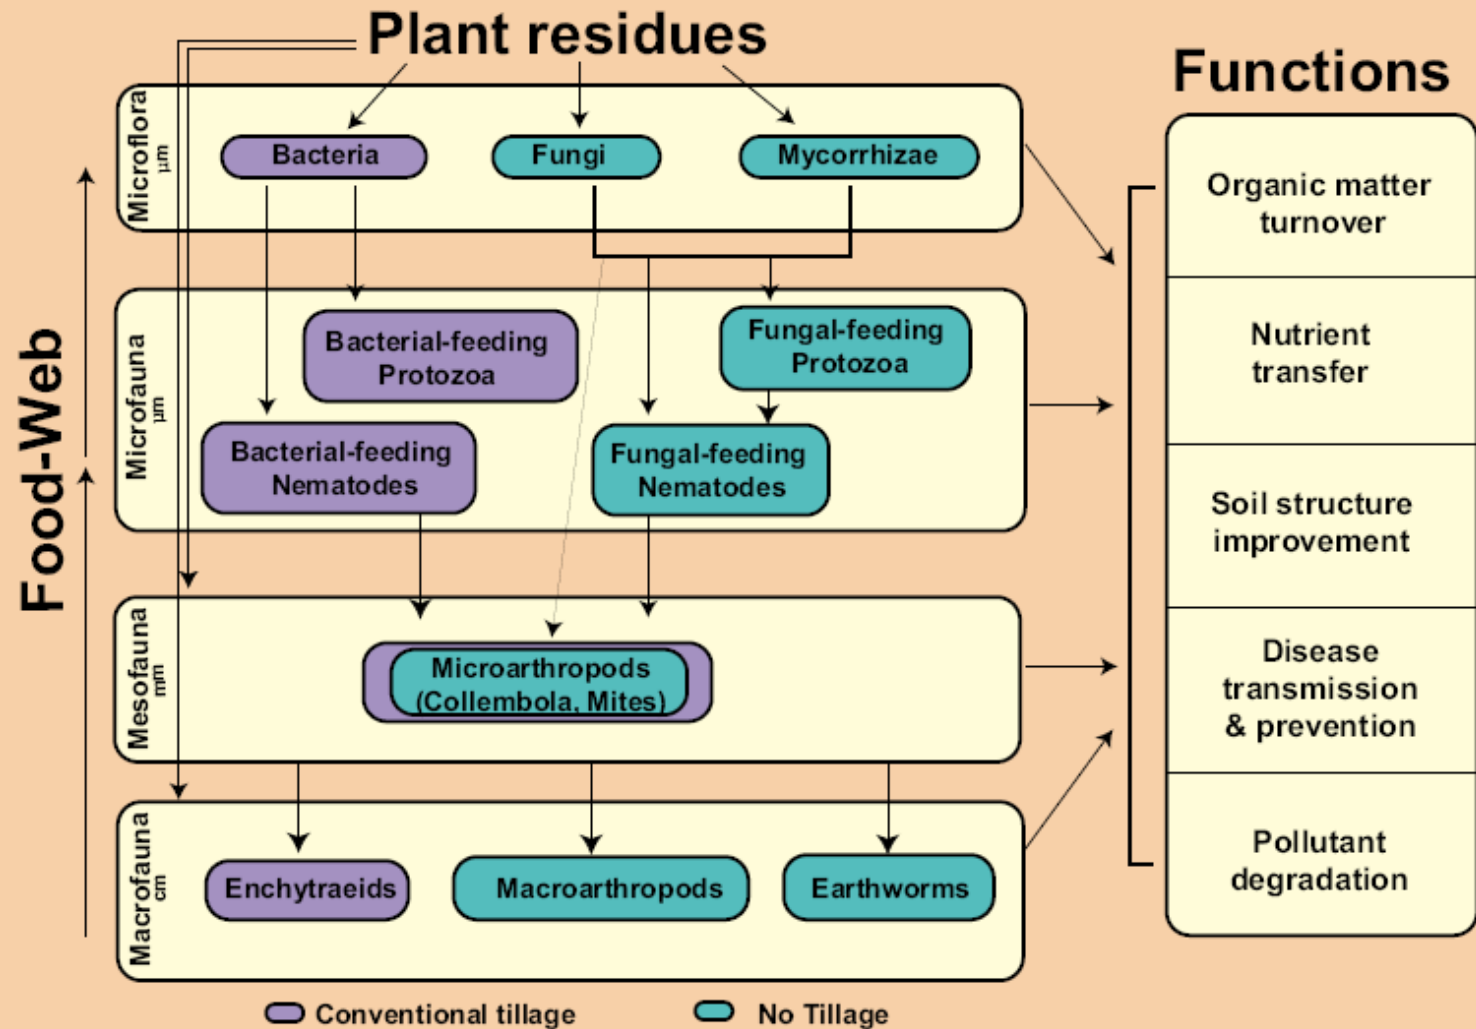 Plant residues
Functions
Food-Web
Microflora
µm
Bacteria
Fungi
Mycorrhizae
Microfauna
µm
Bacterial-feeding
Protozoa
Fungal-feeding
Protozoa
Bacterial-feeding
Nematodes
Fungal-feeding
Nematodes
Mesofauna
mm
Microarthropods
(Collembola, Mites)
Macrofauna
cm
Enchytraeids
Macroarthropods
Earthworms
Organic matter
turnover
Nutrient
transfer
Soil structure
improvement
Disease
transmission
& prevention
Pollutant
degradation
Conventional tillage
No Tillage